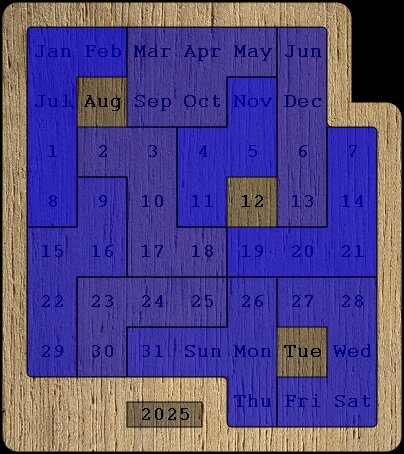 Jan Feb Mar Apr May Jun
Jul Aug Sep Oct Nov Dec
1 2 3 4 5 6 7
8 9 10 11 12 13 14
15 16 17 18 19 20 21
22 23 24 25 26 27 28
29 30 31 Sun Mon Tue Wed
Thu Fri Sat
2025